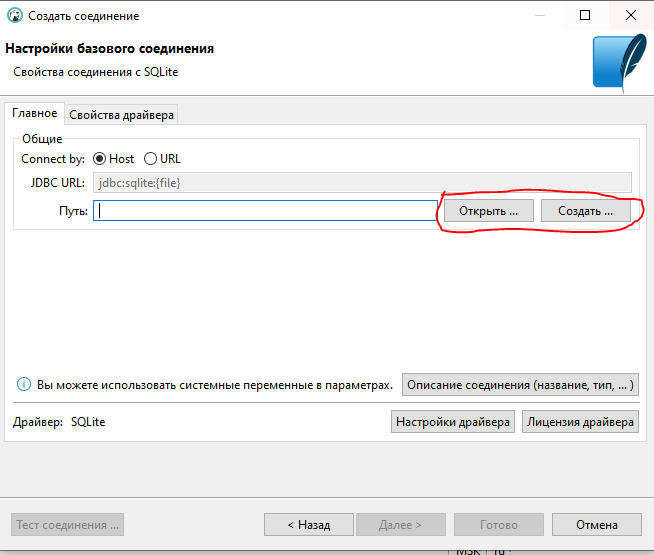 Создать соединение
Настройки базового соединения
Свойства соединения с SQLite
Главное Свойства драйвера
Общие
Connect by: Host URL
JDBC URL: jdbc:sqlite:{file}
Путь: Открыть ... Создать ...
Вы можете использовать системные переменные в параметрах. Описание соединения (название, тип, ... )
Драйвер: SQLite Настройки драйвера Лицензия драйвера
Тест соединения ... < Назад Далее > Готово Отмена
MSK ru